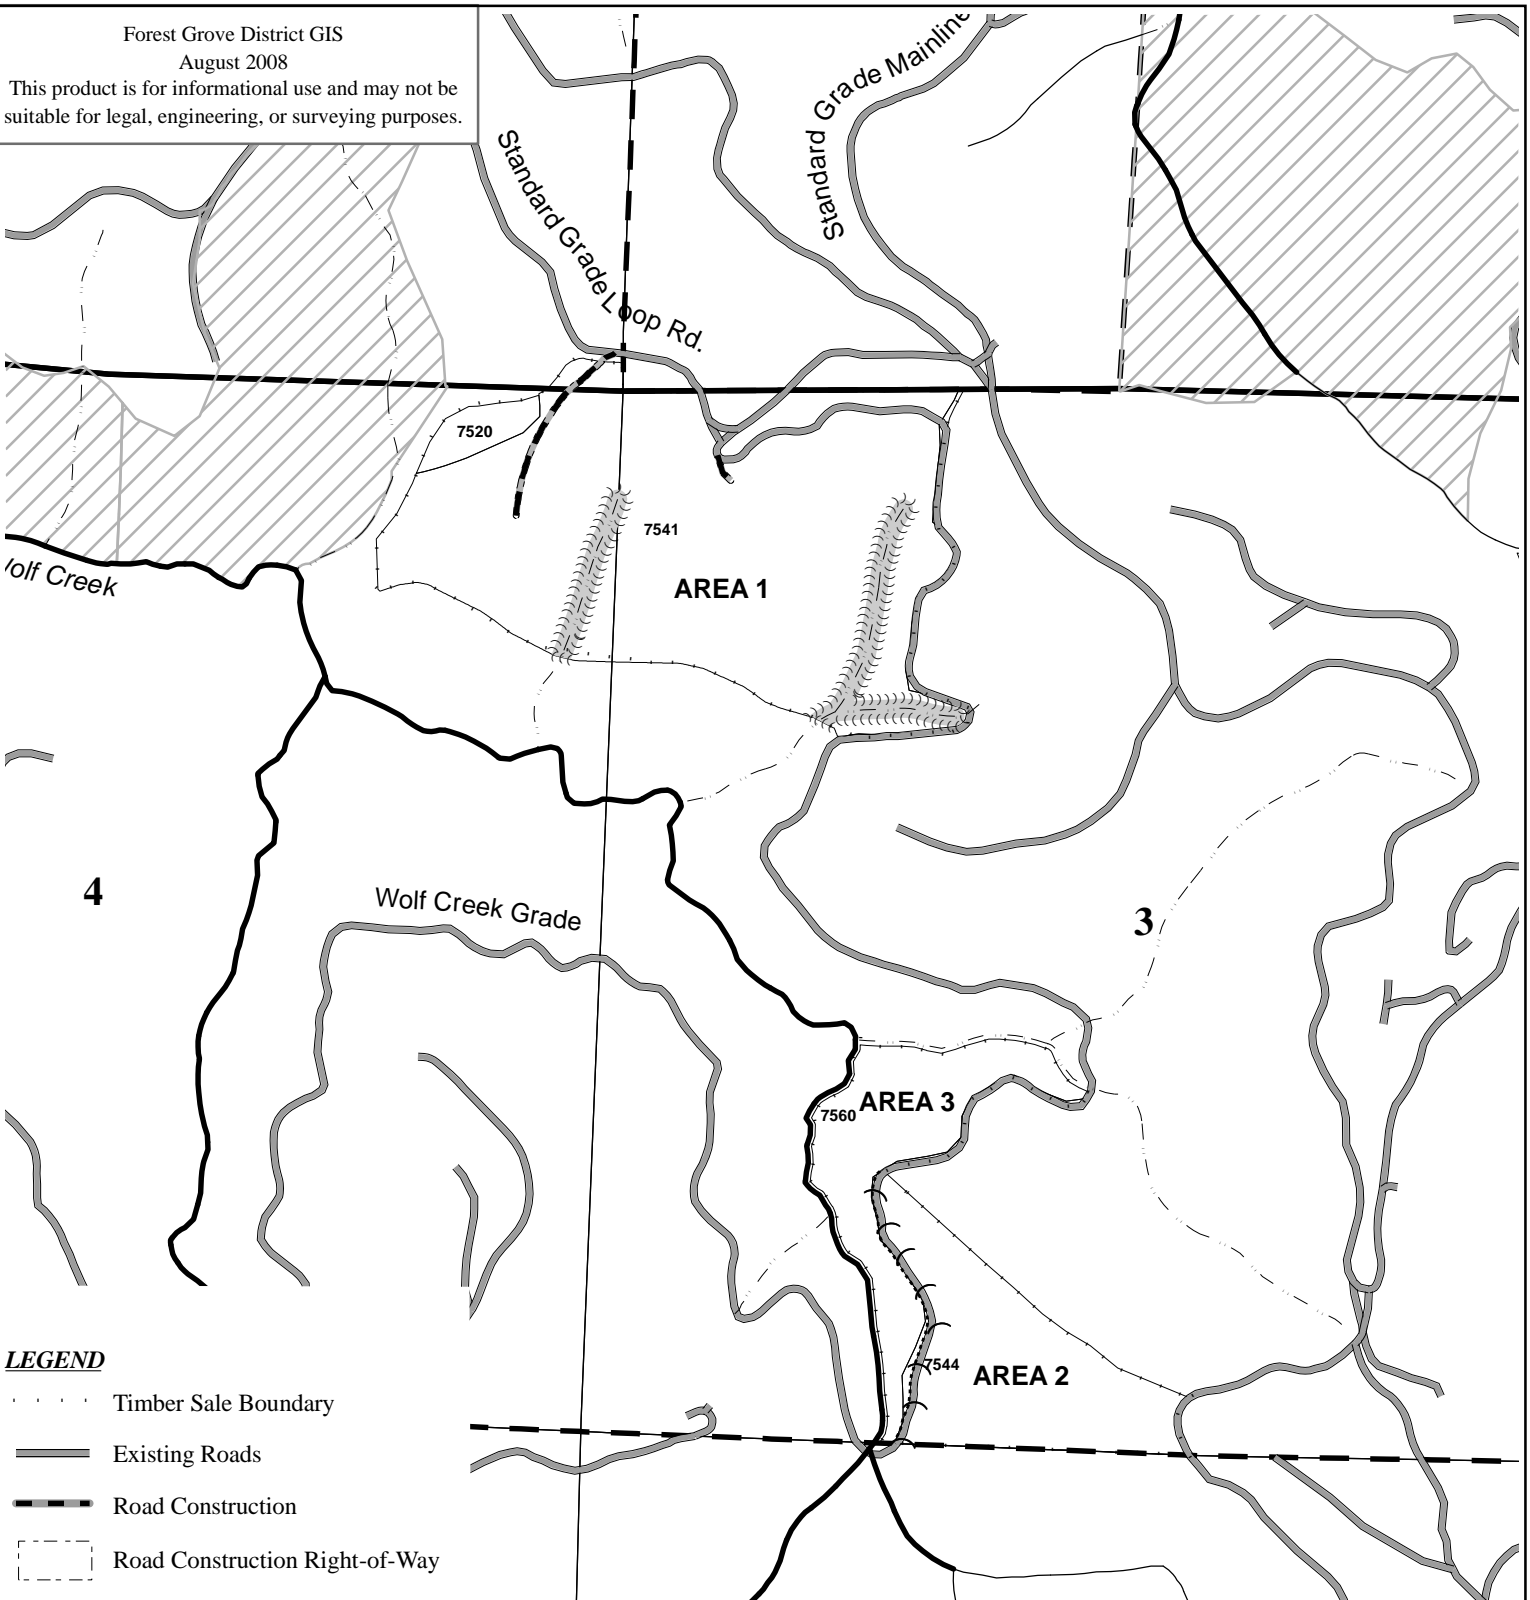 Forest Grove District GIS
August 2008
This product is for informational use and may not be
suitable for legal, engineering, or surveying purposes.
Standard Grade Mainline
Standard Grade Loop Rd.
7520
7541
AREA 1
Creek
4
Wolf Creek Grade
3
AREA 3
7560
7544
AREA 2
LEGEND
Timber Sale Boundary
Existing Roads
Road Construction
Road Construction Right-of-Way